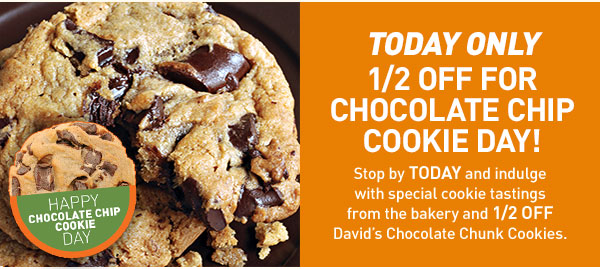 HAPPY
CHOCOLATE CHIP
COOKIE
DAY
TODAY ONLY
1/2 OFF FOR
CHOCOLATE CHIP
COOKIE DAY!
Stop by TODAY and indulge
with special cookie tastings
from the bakery and 1/2 OFF
David's Chocolate Chunk Cookies.